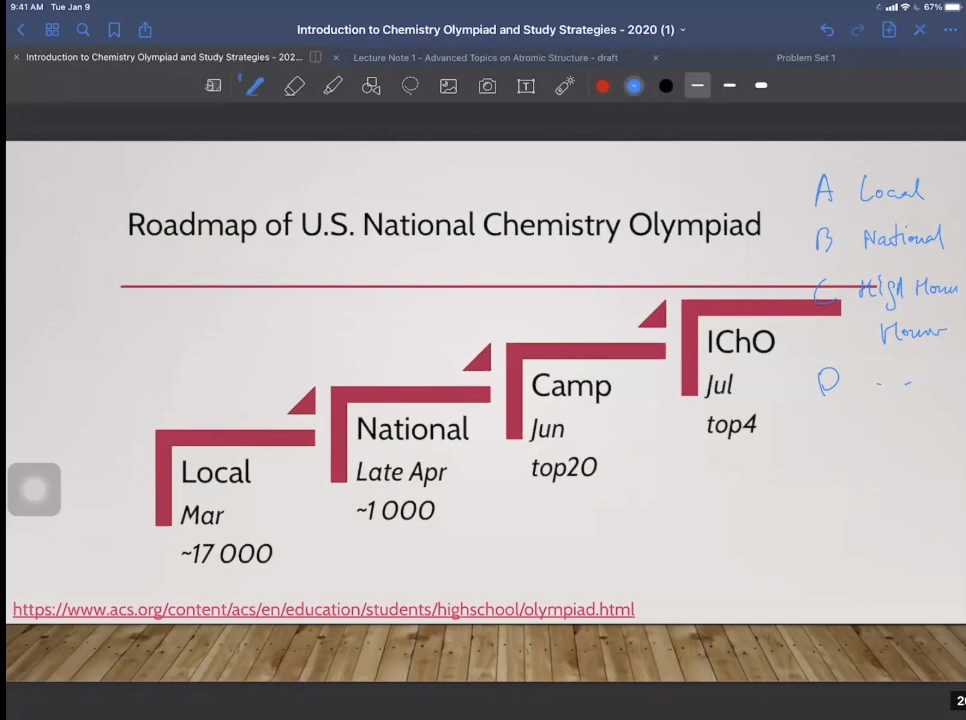 9:41 AM Tue Jan 9
67%
Introduction to Chemistry Olympiad and Study Strategies - 2020 (1)
Introduction to Chemistry Olympiad and Study Strategies - 202...
Lecture Note 1 - Advanced Topics on Atromic Structure - draft
Problem Set 1
A Local
B National
Roadmap of U.S. National Chemistry Olympiad
C High Honor
Honor
D . . .
IChO
Jul
top4
Camp
Jun
top20
National
Late Apr
~1 000
Local
Mar
~17 000
https://www.acs.org/content/acs/en/education/students/highschool/olympiad.html